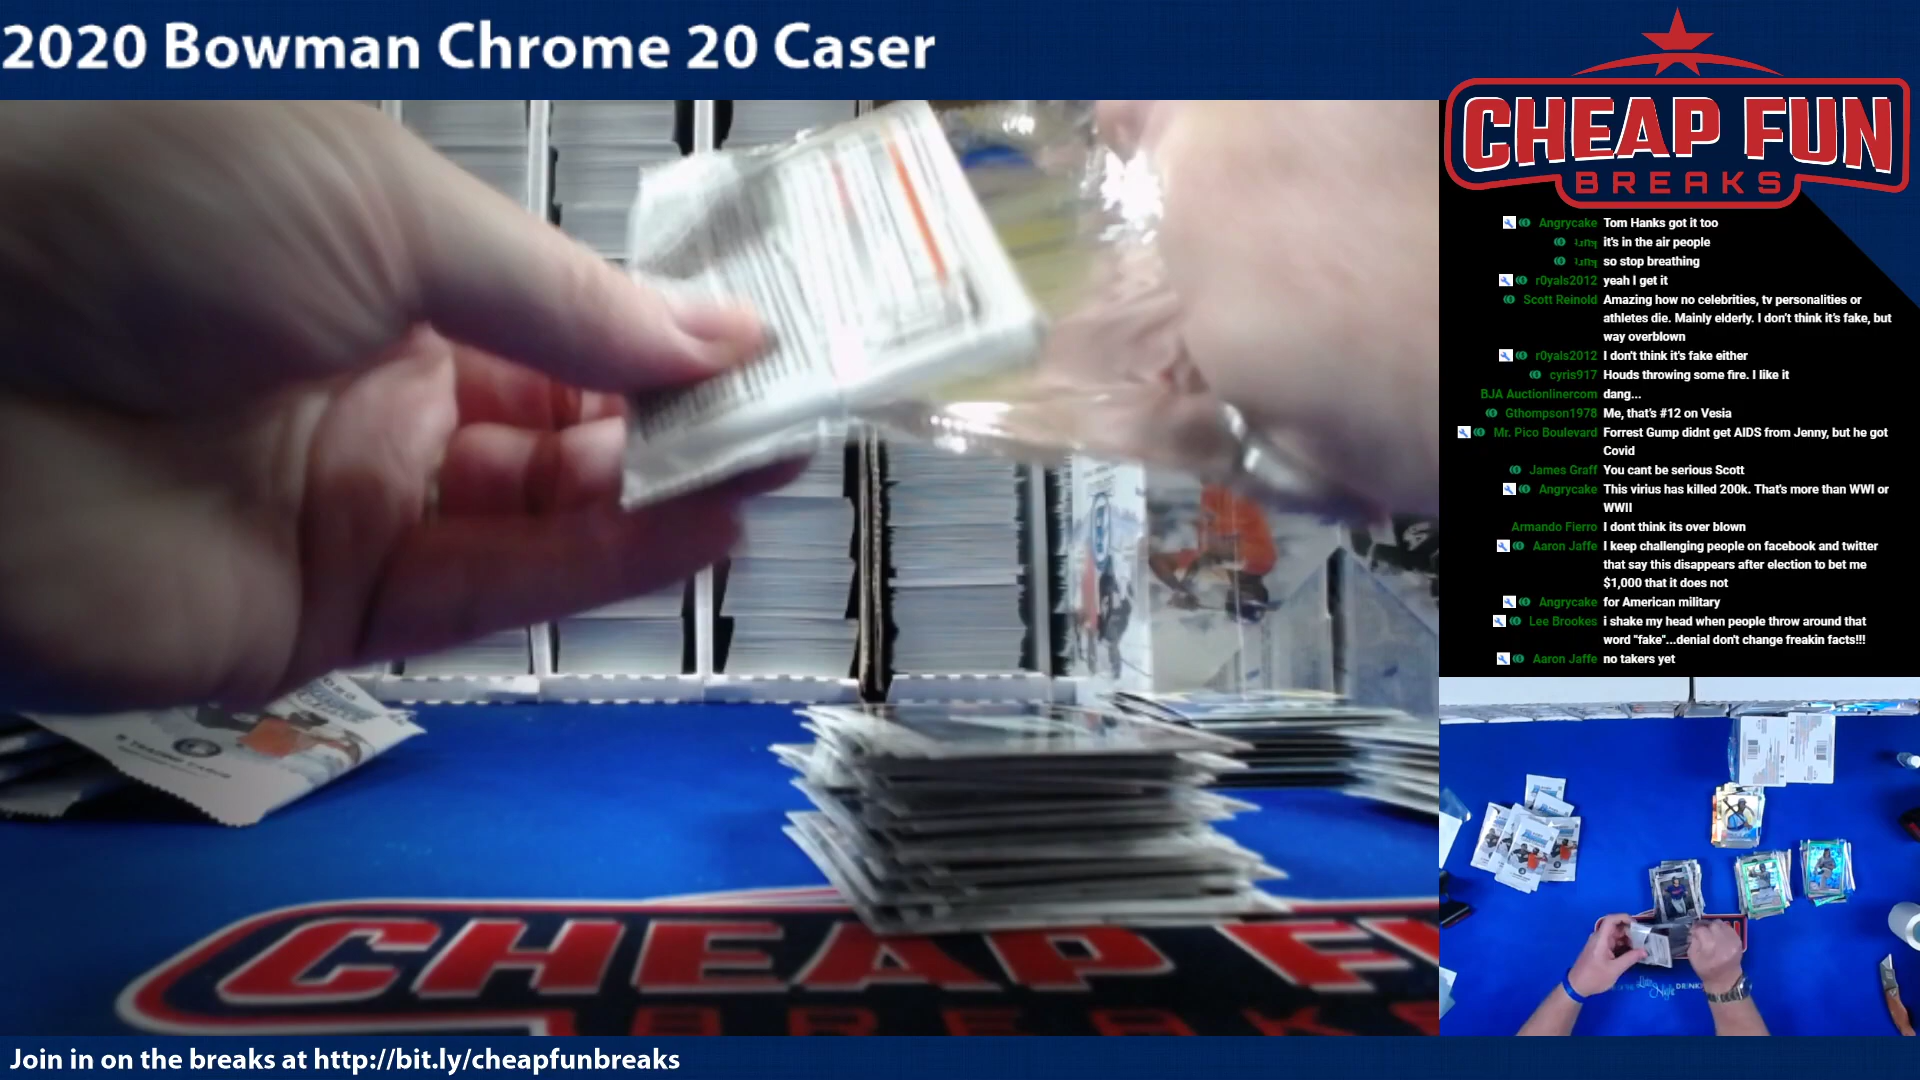 2020 Bowman Chrome 20 Caser
CHEAP FUN
BREAKS
Angrycake Tom Hanks got it too
it's in the air people
so stop breathing
r0yals2012 yeah I get it
Scott Reinold Amazing how no celebrities, tv personalities or
athletes die. Mainly elderly. I don't think it's fake, but
way overblown
r0yals2012 I don't think it's fake either
cyris917 Houds throwing some fire. I like it
BJA Auctionlinercom dang...
Gthompson1978 Me, that's #12 on Vesia
Mr. Pico Boulevard Forrest Gump didnt get AIDS from Jenny, but he got
Covid
James Graff You cant be serious Scott
Angrycake This virius has killed 200k. That's more than WWI or
WWII
Armando Fierro I dont think its over blown
Aaron Jaffe I keep challenging people on facebook and twitter
that say this disappears after election to bet me
$1,000 that it does not
Angrycake for American military
Lee Brookes i shake my head when people throw around that
word "fake"...denial don't change freakin facts!!!
Aaron Jaffe no takers yet
CHEAP FU
BREAKS
Join in on the breaks at http://bit.ly/cheapfunbreaks